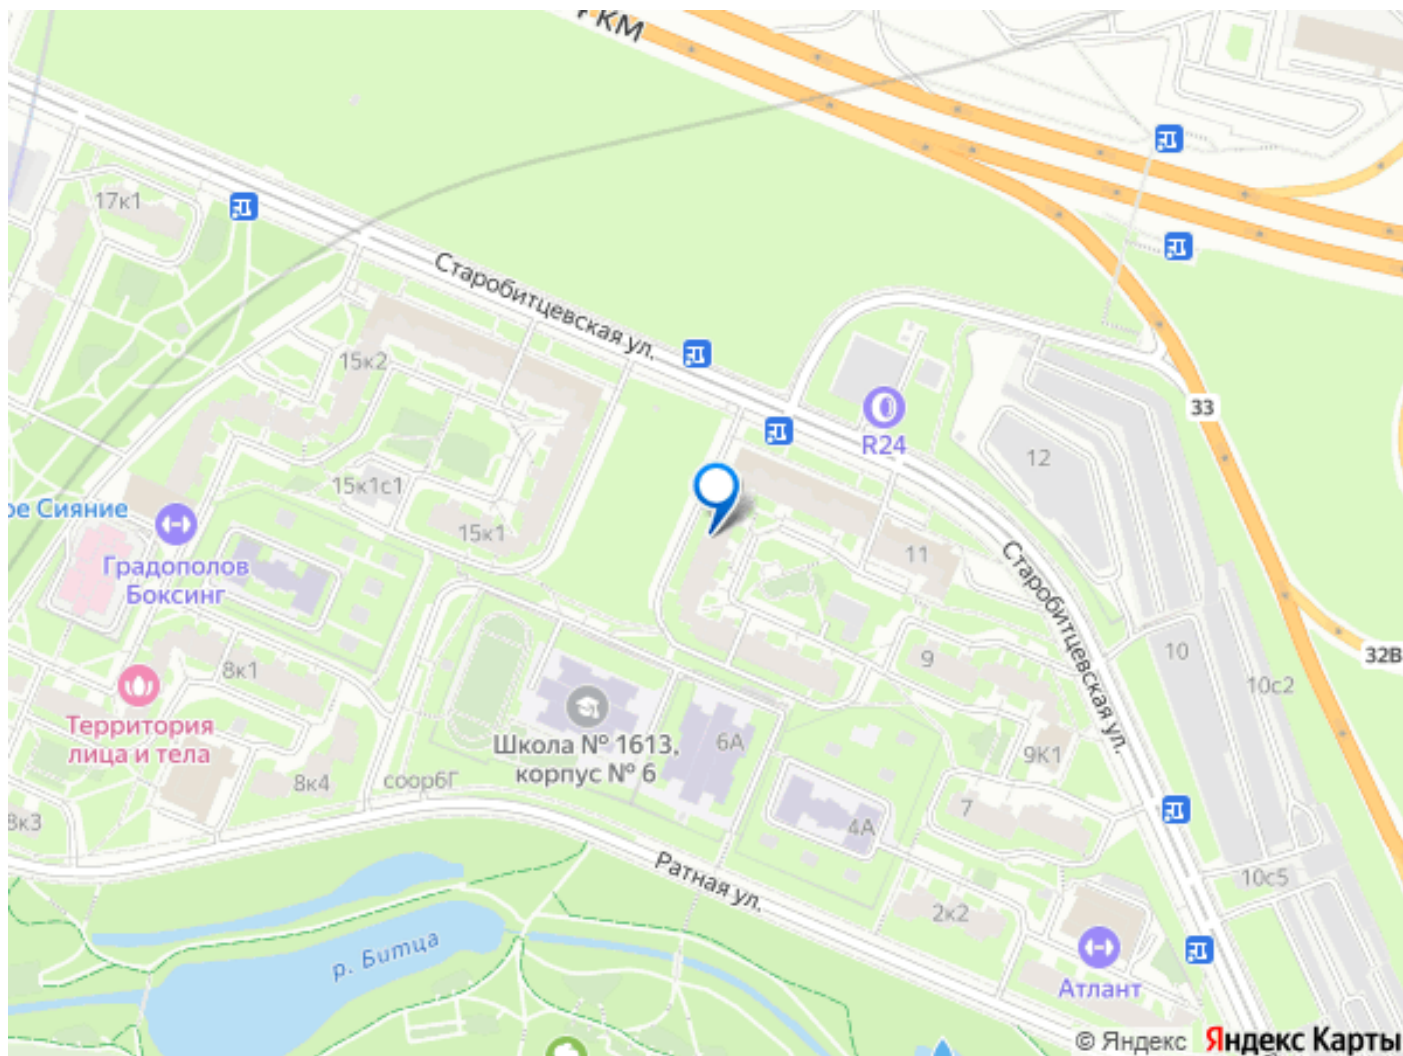 РКМ
17к1
Старобитцевская ул.
15к2
33
R24
12
15к1с1
ое Сияние
15к1
11
Градополов
Боксинг
Старобитцевская ул.
9
10
32В
8к1
10с2
Территория
лица и тела
Школа № 1613,
корпус № 6
6А
9К1
8к4
соор6Г
7
8к3
4А
Ратная ул.
10с5
2к2
р. Битца
Атлант
© Яндекс Яндекс Карты